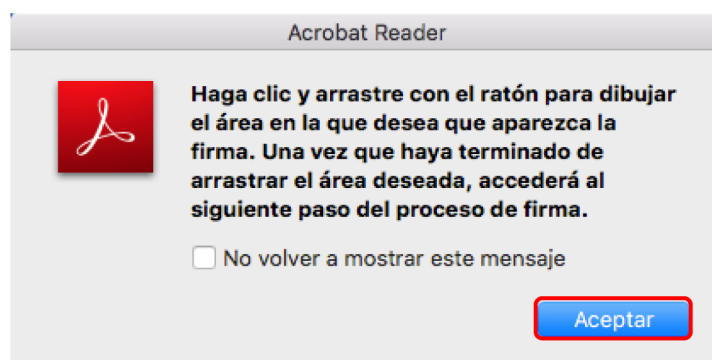 Acrobat Reader
Haga clic y arrastre con el ratón para dibujar
el área en la que desea que aparezca la
firma. Una vez que haya terminado de
arrastrar el área deseada, accederá al
siguiente paso del proceso de firma.
No volver a mostrar este mensaje
Aceptar